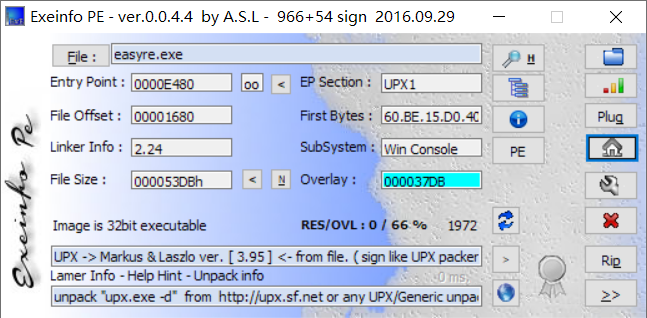 Exeinfo PE - ver.0.0.4.4 by A.S.L - 966+54 sign 2016.09.29
File : easyre.exe H
Entry Point : 0000E480 oo < EP Section : UPX1
File Offset : 00001680 First Bytes : 60.BE.15.D0.40 Plug
Linker Info : 2.24 SubSystem : Win Console PE
File Size : 000053DBh < N Overlay : 000037DB
Image is 32bit executable RES/OVL : 0 / 66 % 1972
UPX -> Markus & Laszlo ver. [ 3.95 ] <- from file. ( sign like UPX packer > Rip
Lamer Info - Help Hint - Unpack info 0 ms.
unpack "upx.exe -d" from http://upx.sf.net or any UPX/Generic unpa >>
Exeinfo Pe